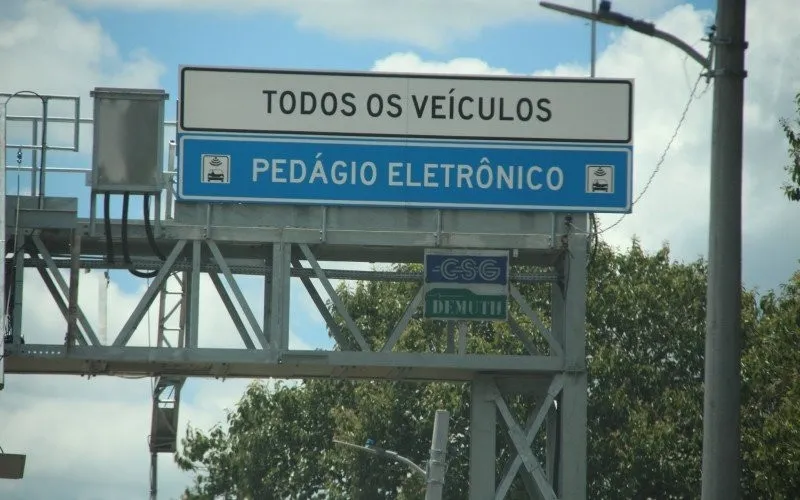 TODOS OS VEÍCULOS
PEDÁGIO ELETRÔNICO
CSG
DEMUTH